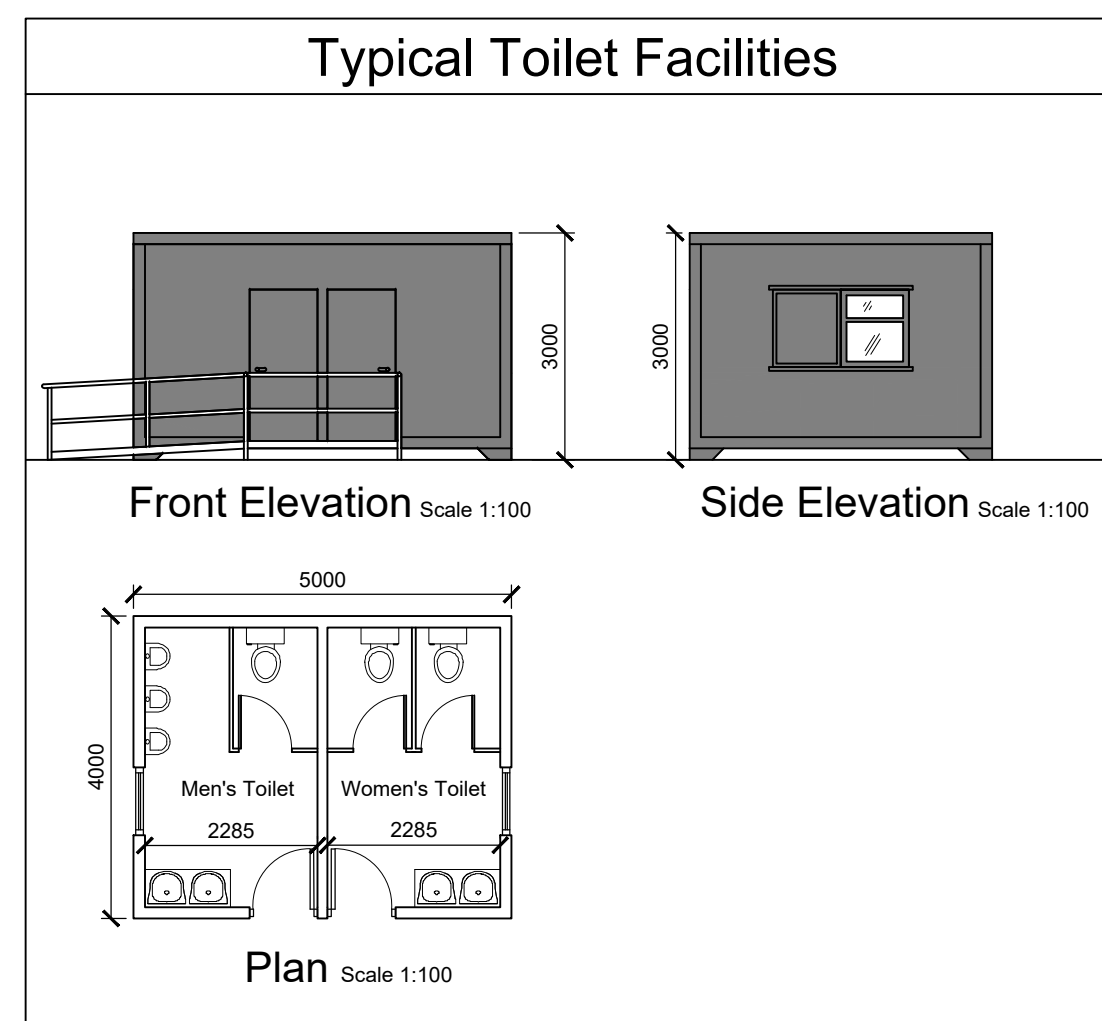 Typical Toilet Facilities
3000
3000
Front Elevation Scale 1:100
Side Elevation Scale 1:100
5000
4000
Men's Toilet
Women's Toilet
2285
2285
Plan Scale 1:100